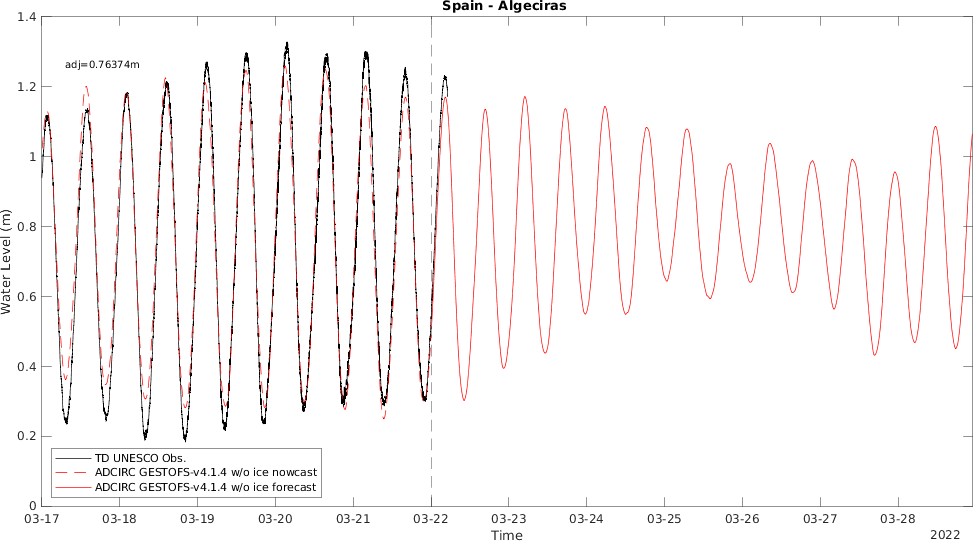 Spain - Algeciras
1.4
adj=0.76374m
1.2
1
0.8
Water Level (m)
0.6
0.4
0.2
TD UNESCO Obs.
ADCIRC GESTOFS-v4.1.4 w/o ice nowcast
ADCIRC GESTOFS-v4.1.4 w/o ice forecast
0
03-17 03-18 03-19 03-20 03-21 03-22 03-23 03-24 03-25 03-26 03-27 03-28
Time
2022